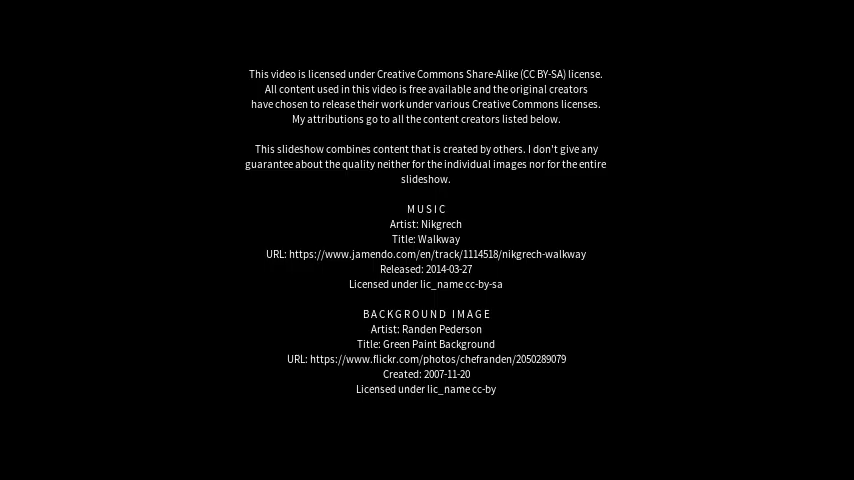 This video is licensed under Creative Commons Share-Alike (CC BY-SA) license.
All content used in this video is free available and the original creators
have chosen to release their work under various Creative Commons licenses.
My attributions go to all the content creators listed below.
This slideshow combines content that is created by others. I don't give any
guarantee about the quality neither for the individual images nor for the entire
slideshow.
MUSIC
Artist: Nikgrech
Title: Walkway
URL: https://www.jamendo.com/en/track/1114518/nikgrech-walkway
Released: 2014-03-27
Licensed under lic_name cc-by-sa
BACKGROUND IMAGE
Artist: Randen Pederson
Title: Green Paint Background
URL: https://www.flickr.com/photos/chefranden/2050289079
Created: 2007-11-20
Licensed under lic_name cc-by